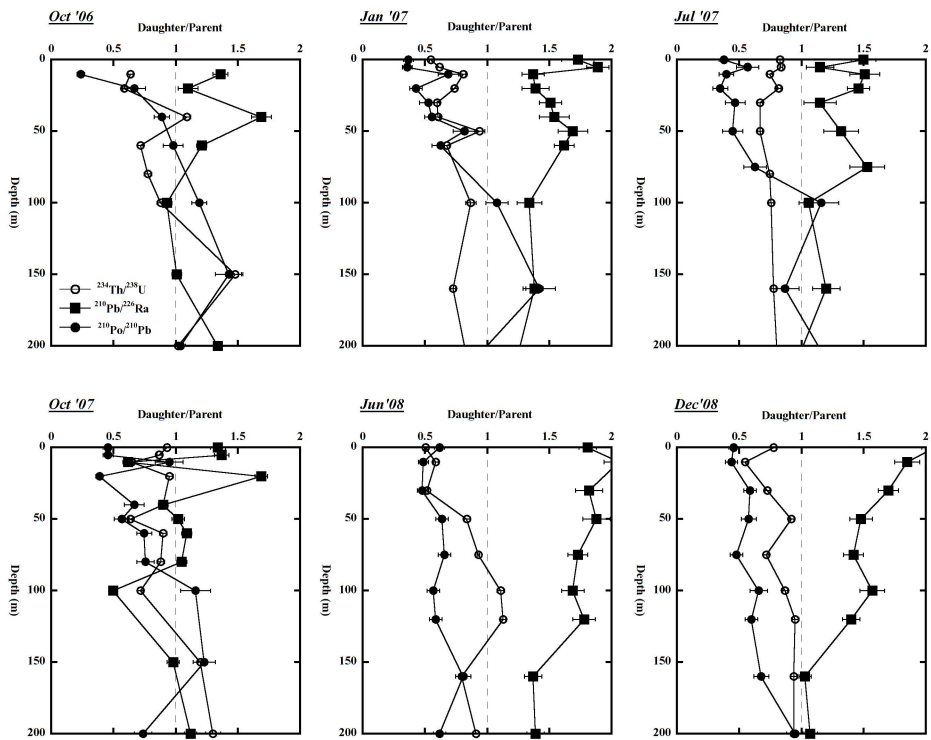 Oct '06
Daughter/Parent
0 0.5 1 1.5 2
0
50
100
150
200
Depth (m)
234Th/238U
210Pb/226Ra
210Po/210Pb
Jan '07
Daughter/Parent
0 0.5 1 1.5 2
0
50
100
150
200
Depth (m)
Jul '07
Daughter/Parent
0 0.5 1 1.5 2
0
50
100
150
200
Depth (m)
Oct '07
Daughter/Parent
0 0.5 1 1.5 2
0
50
100
150
200
Depth (m)
Jun'08
Daughter/Parent
0 0.5 1 1.5 2
0
50
100
150
200
Depth (m)
Dec'08
Daughter/Parent
0 0.5 1 1.5 2
0
50
100
150
200
Depth (m)